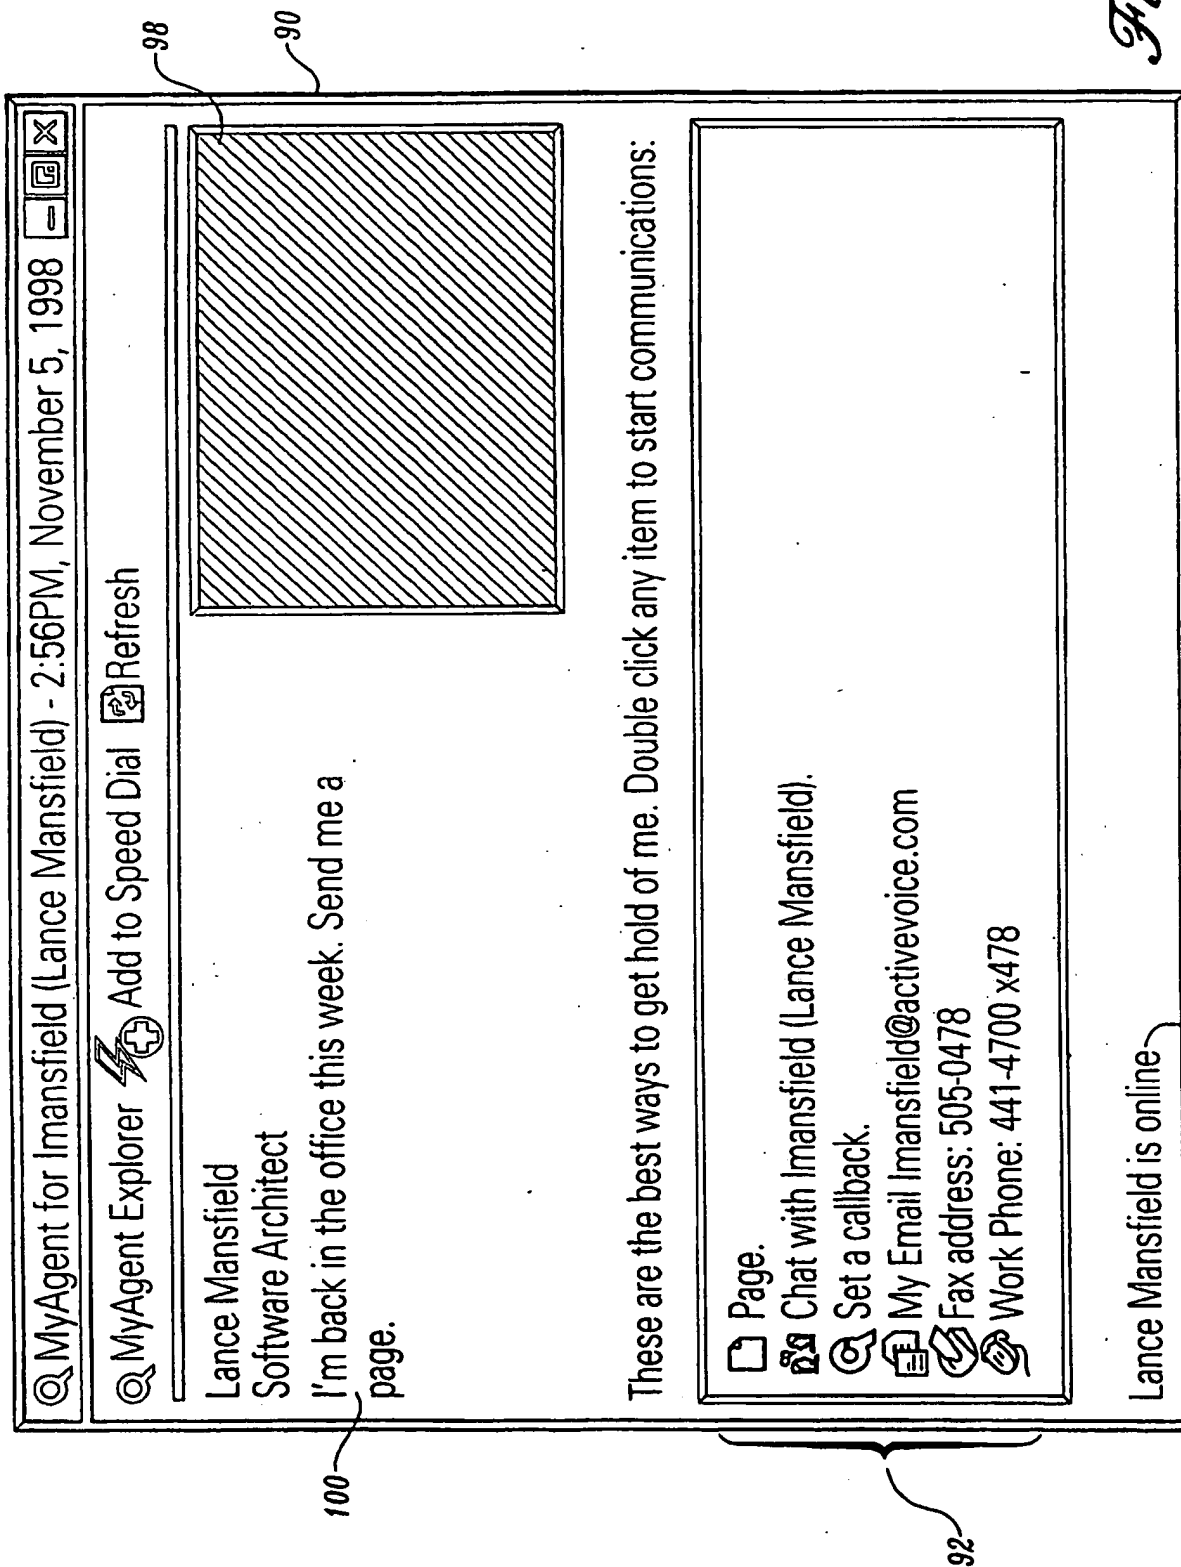 MyAgent for lmansfield (Lance Mansfield) - 2:56PM, November 5, 1998
MyAgent Explorer Add to Speed Dial Refresh
Lance Mansfield
Software Architect
I'm back in the office this week. Send me a
page.
These are the best ways to get hold of me. Double click any item to start communications:
Page.
Chat with lmansfield (Lance Mansfield).
Set a callback.
My Email lmansfield@activevoice.com
Fax address: 505-0478
Work Phone: 441-4700 x478
Lance Mansfield is online
98
90
100
92